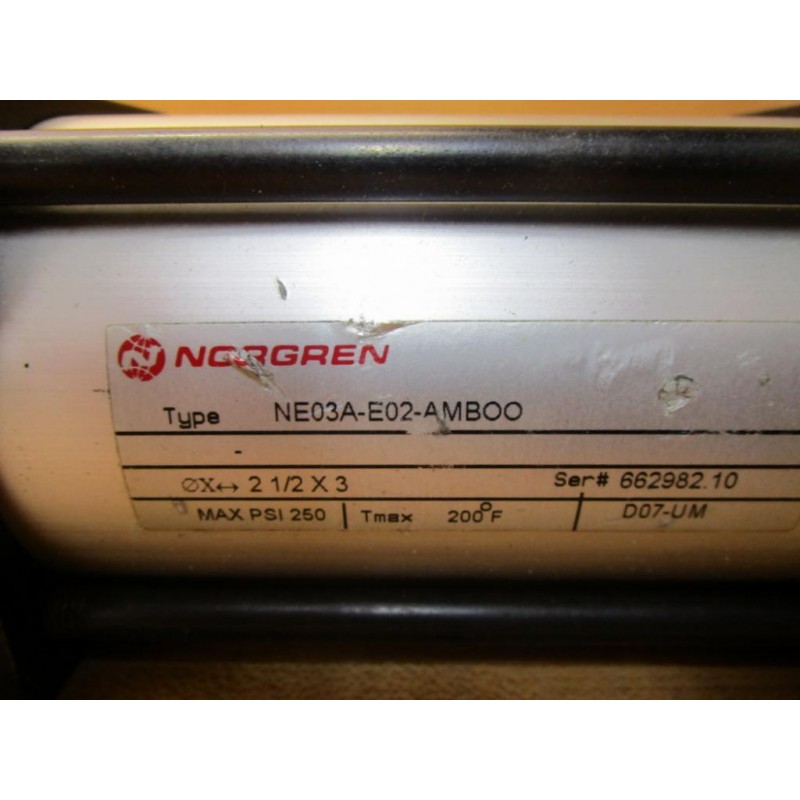 NORGREN
Type NE03A-E02-AMBOO
-
∅X↔ 2 1/2 X 3 Ser# 662982.10
MAX PSI 250 | Tmax 200°F | D07-UM